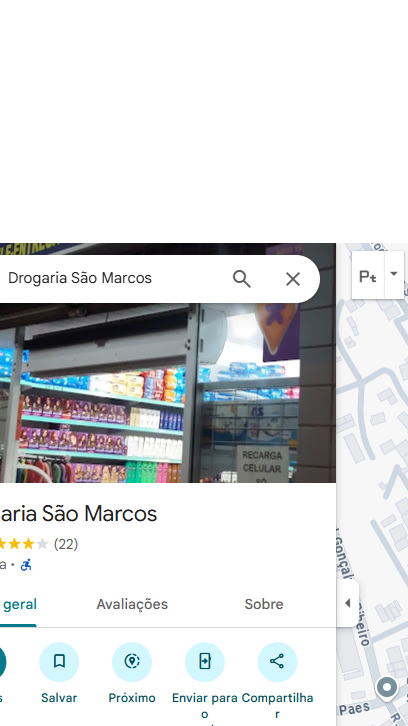 Drogaria São Marcos
RECARGA
CELULAR
SÓ
aria São Marcos
(22)
a
geral
Avaliações
Sobre
s
Salvar
Próximo
Enviar para o
Compartilhar
Gonçal
Ribeiro
Paes